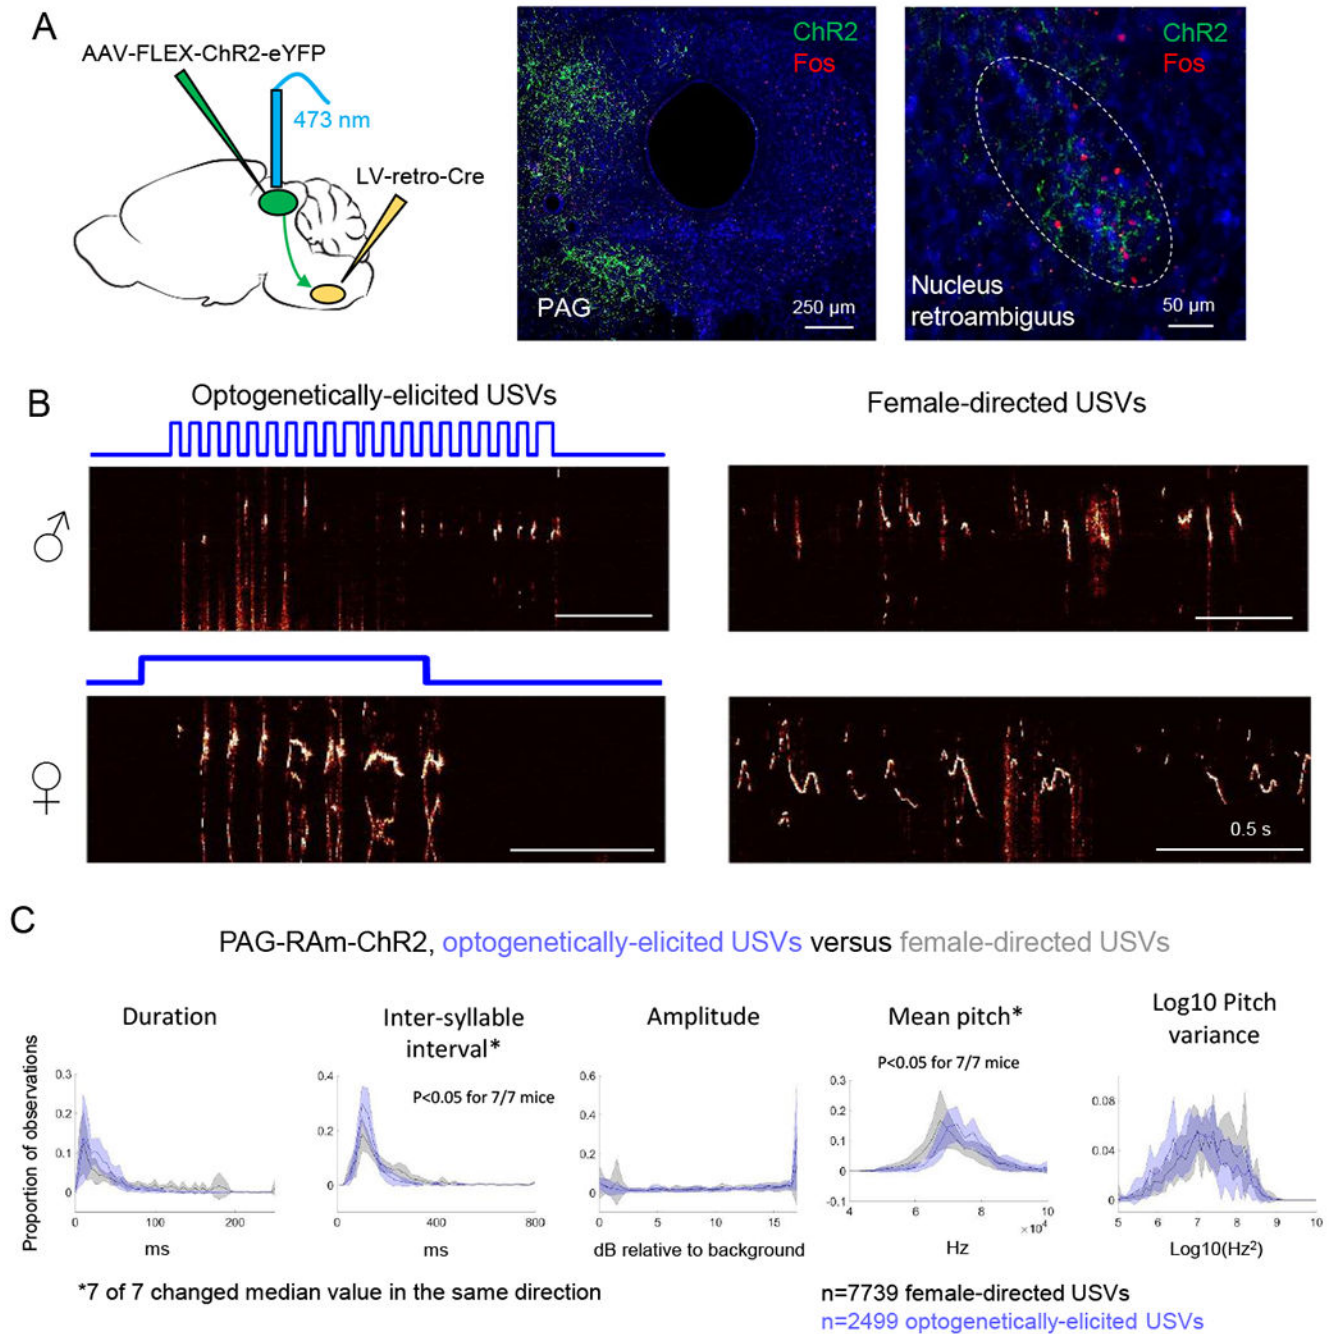 A
AAV-FLEX-ChR2-eYFP
473 nm
LV-retro-Cre
ChR2
Fos
PAG
250 µm
ChR2
Fos
Nucleus
retroambiguus
50 µm
B
Optogenetically-elicited USVs
Female-directed USVs
♂
♀
0.5 s
C
PAG-RAm-ChR2, optogenetically-elicited USVs versus female-directed USVs
Proportion of observations
Duration
0.3
0.2
0.1
0
0 100 200
ms
Inter-syllable
interval*
P<0.05 for 7/7 mice
0.4
0.2
0
0 400 800
ms
Amplitude
0.6
0.4
0.2
0
0 5 10 15
dB relative to background
Mean pitch*
P<0.05 for 7/7 mice
0.3
0.2
0.1
0
-0.1
4 6 8 10
×10⁴
Hz
Log10 Pitch
variance
0.08
0.04
0
5 6 7 8 9 10
Log10(Hz²)
*7 of 7 changed median value in the same direction
n=7739 female-directed USVs
n=2499 optogenetically-elicited USVs